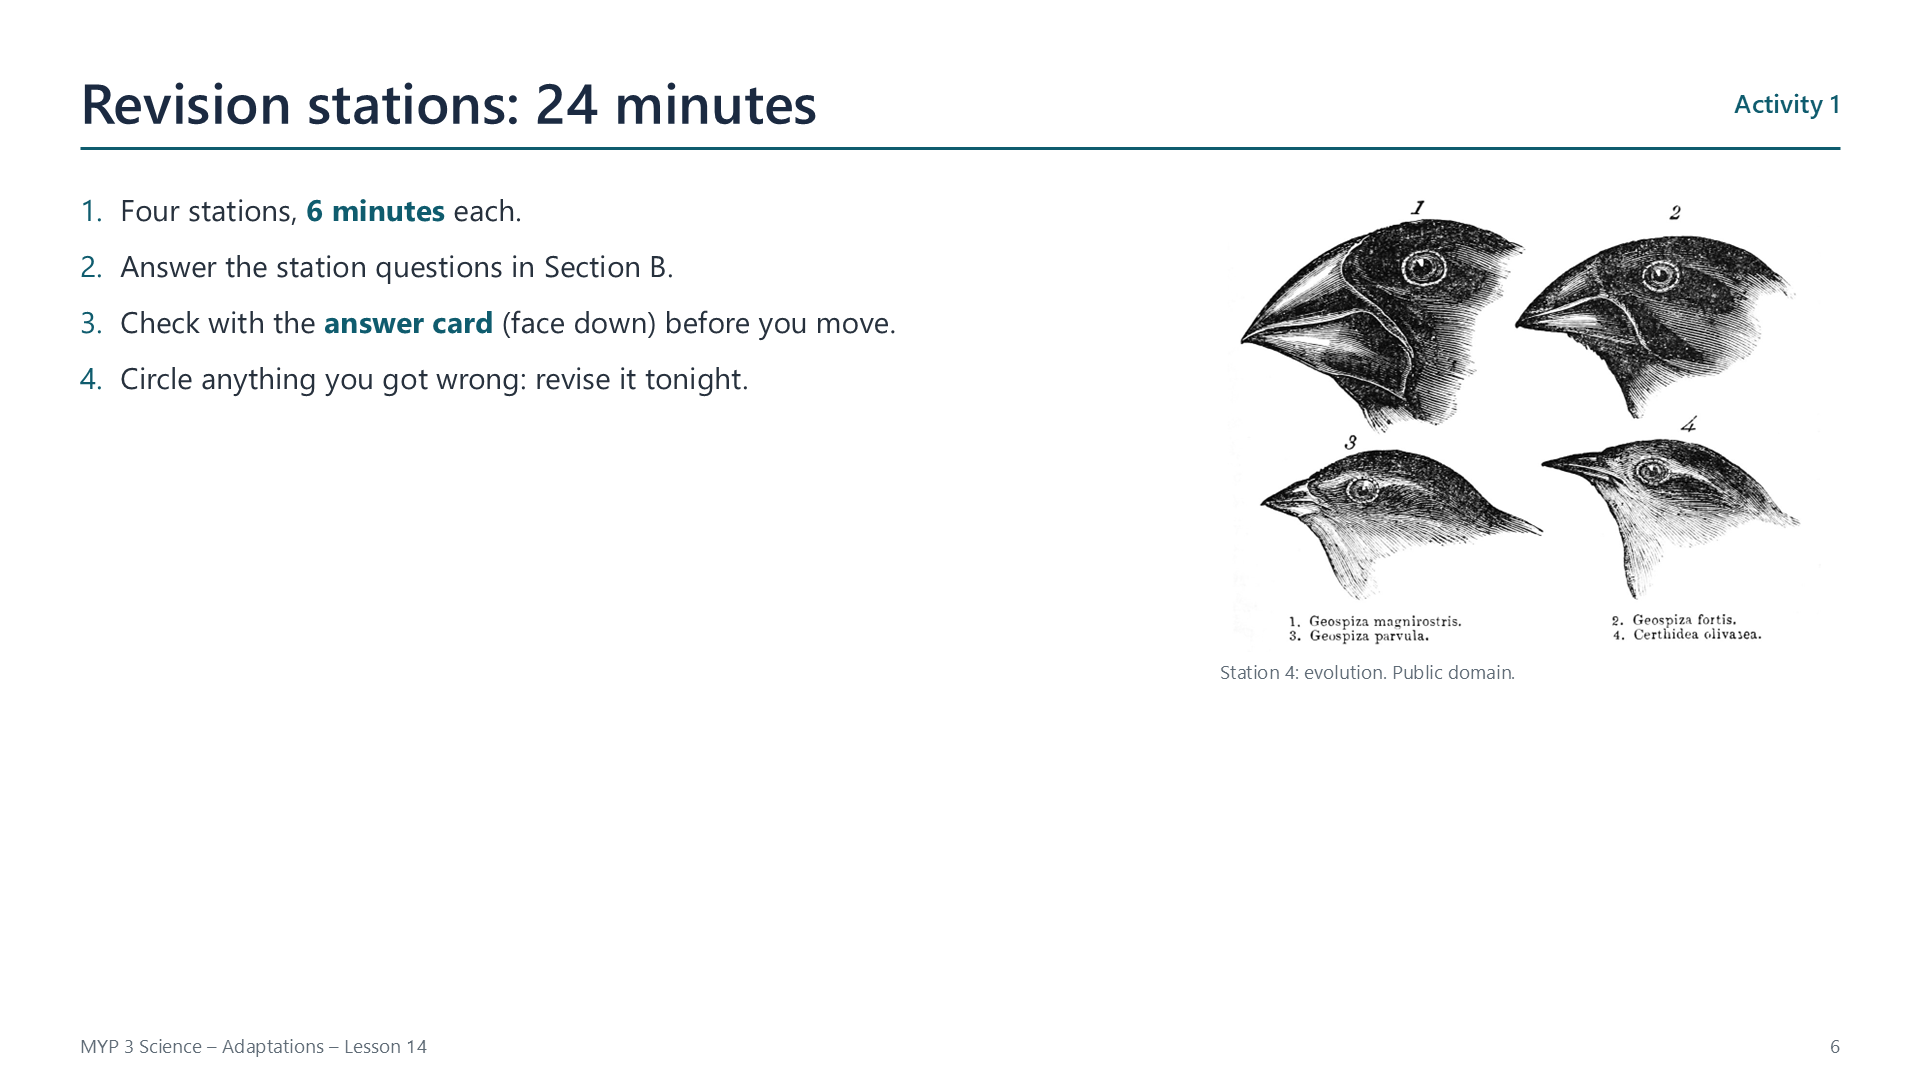 Revision stations: 24 minutes
Activity 1
1. Four stations, 6 minutes each.
2. Answer the station questions in Section B.
3. Check with the answer card (face down) before you move.
4. Circle anything you got wrong: revise it tonight.
1
2
3
4
1. Geospiza magnirostris.
2. Geospiza fortis.
3. Geospiza parvula.
4. Certhidea olivasea.
Station 4: evolution. Public domain.
MYP 3 Science – Adaptations – Lesson 14
6